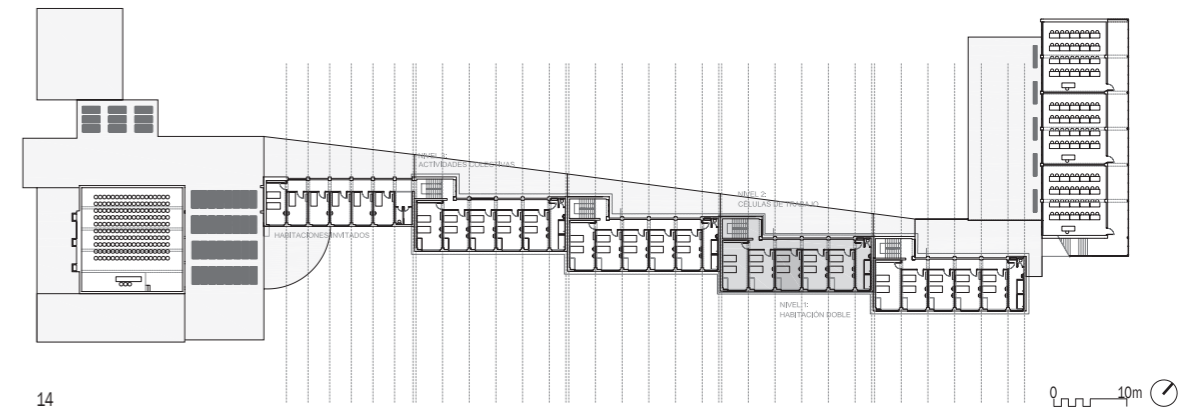 NIVEL 3:
ACTIVIDADES COLECTIVAS
NIVEL 2:
CÉLULAS DE TRABAJO
HABITACIONES INVITADOS
NIVEL 1:
HABITACIÓN DOBLE
14
0 10m